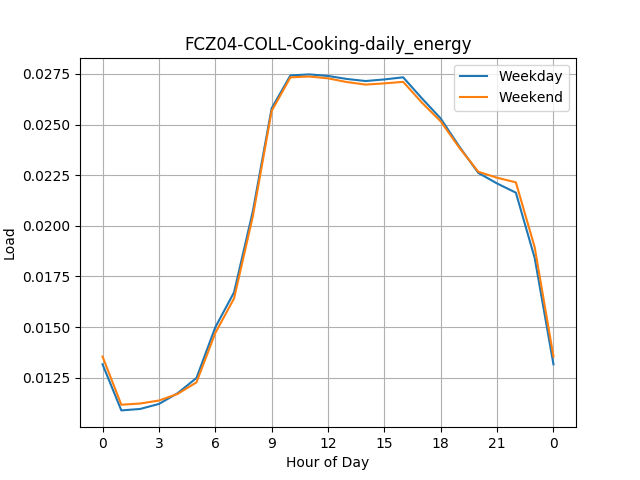 FCZ04-COLL-Cooking-daily_energy
Weekday
Weekend
0.0275
0.0250
0.0225
0.0200
0.0175
0.0150
0.0125
Load
0 3 6 9 12 15 18 21 0
Hour of Day